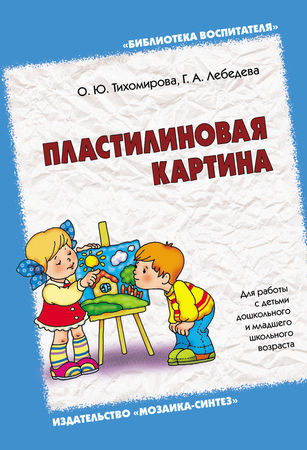 «БИБЛИОТЕКА ВОСПИТАТЕЛЯ»
О. Ю. Тихомирова, Г. А. Лебедева
ПЛАСТИЛИНОВАЯ
КАРТИНА
Для работы
с детьми
дошкольного
и младшего
школьного
возраста
ИЗДАТЕЛЬСТВО «МОЗАИКА-СИНТЕЗ»